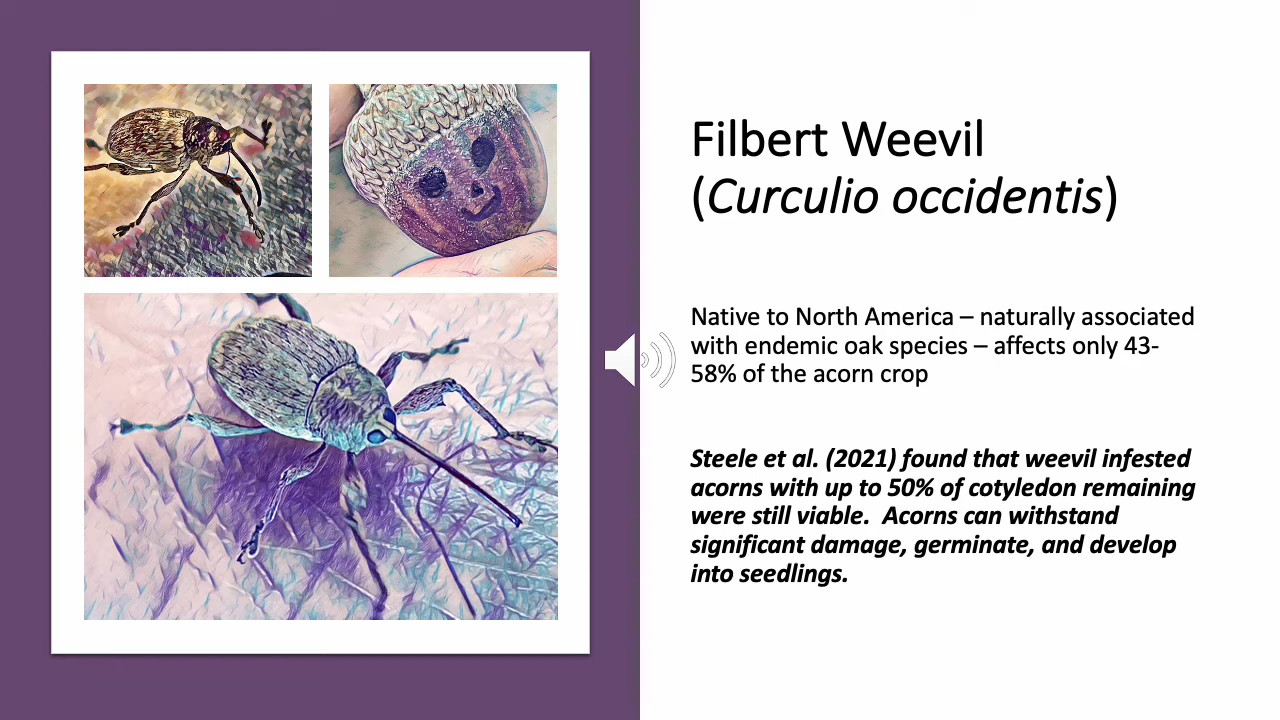 Filbert Weevil
(Curculio occidentis)
Native to North America – naturally associated
with endemic oak species – affects only 43-
58% of the acorn crop
Steele et al. (2021) found that weevil infested
acorns with up to 50% of cotyledon remaining
were still viable.  Acorns can withstand
significant damage, germinate, and develop
into seedlings.